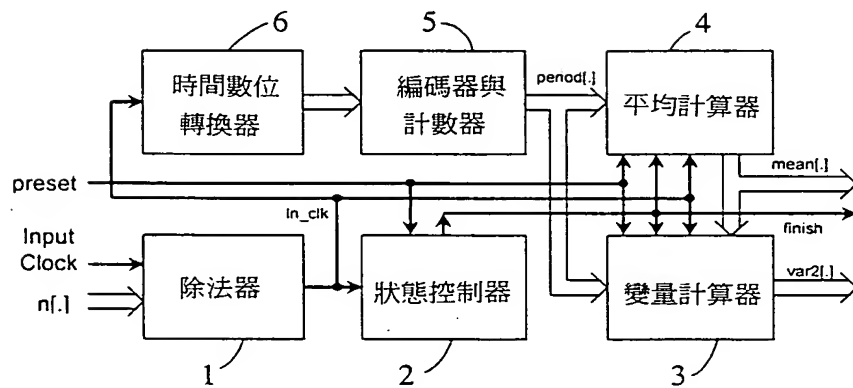 6
5
4
時間數位
轉換器
編碼器與
計數器
period[.]
平均計算器
mean[.]
preset
ln_clk
finish
Input
Clock
n[.]
除法器
狀態控制器
變量計算器
var2[.]
1
2
3